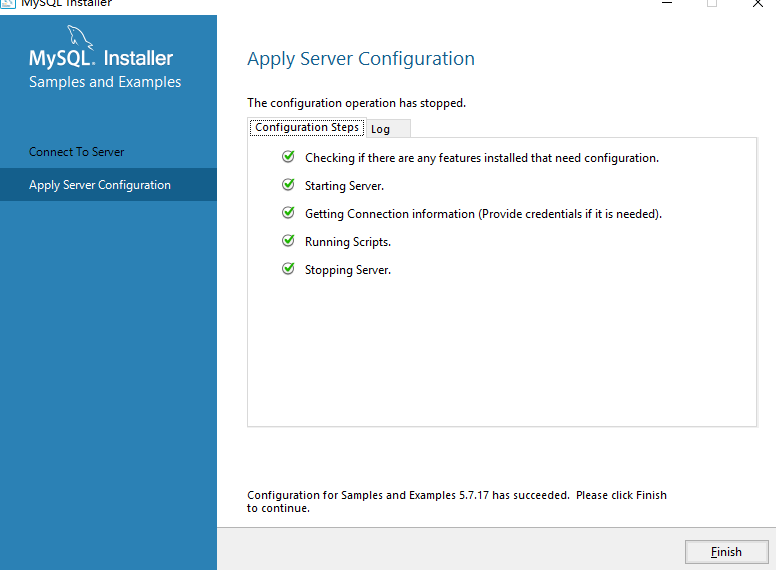 MySQL Installer
MySQL. Installer
Samples and Examples
Connect To Server
Apply Server Configuration
Apply Server Configuration
The configuration operation has stopped.
Configuration Steps
Log
Checking if there are any features installed that need configuration.
Starting Server.
Getting Connection information (Provide credentials if it is needed).
Running Scripts.
Stopping Server.
Configuration for Samples and Examples 5.7.17 has succeeded. Please click Finish
to continue.
Finish